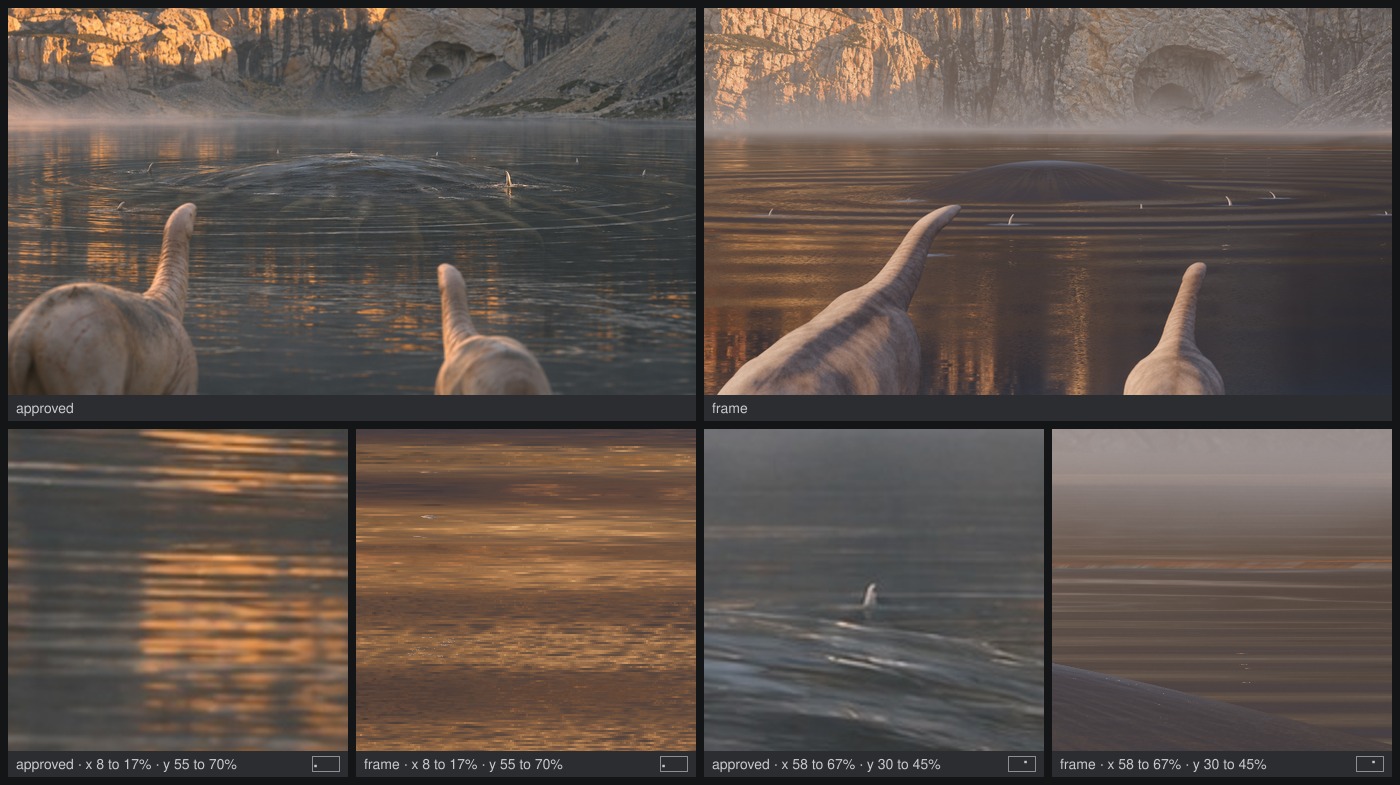 approved
frame
approved · x 8 to 17% · y 55 to 70%
frame · x 8 to 17% · y 55 to 70%
approved · x 58 to 67% · y 30 to 45%
frame · x 58 to 67% · y 30 to 45%